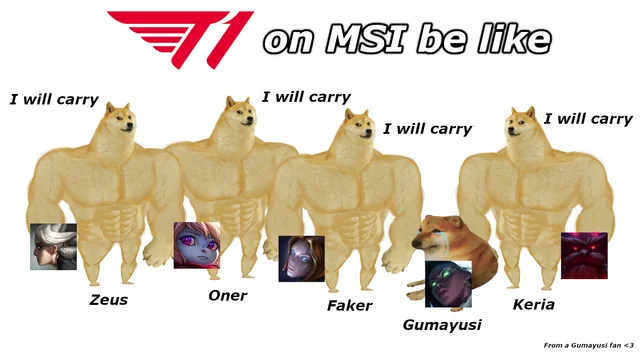 T1 on MSI be like
I will carry
I will carry
I will carry
I will carry
Zeus
Oner
Faker
Gumayusi
Keria
From a Gumayusi fan <3